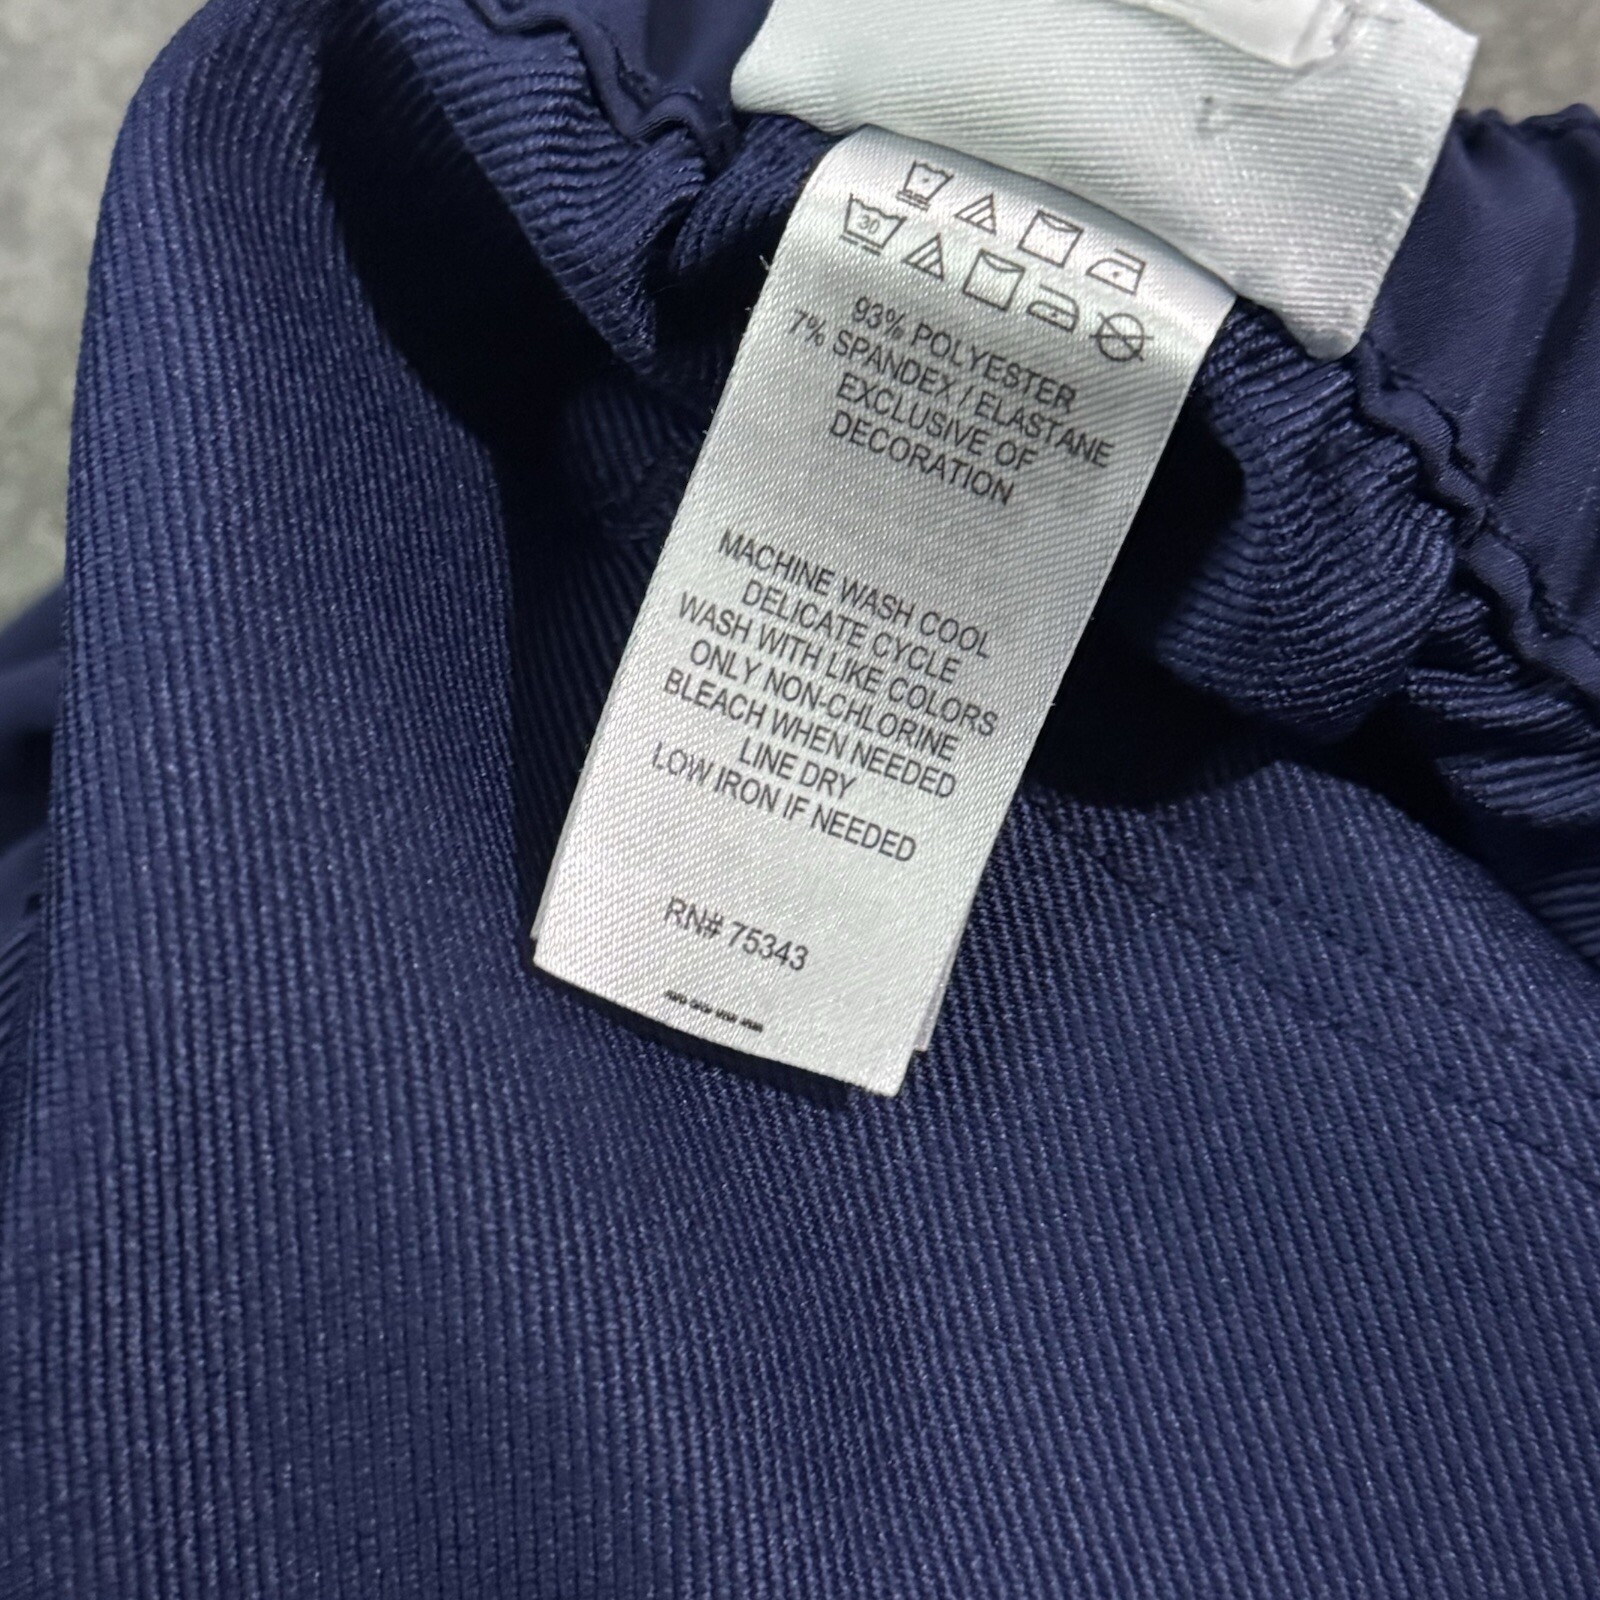 30
93% POLYESTER
7% SPANDEX / ELASTANE
EXCLUSIVE OF
DECORATION
MACHINE WASH COOL
DELICATE CYCLE
WASH WITH LIKE COLORS
ONLY NON-CHLORINE
BLEACH WHEN NEEDED
LINE DRY
LOW IRON IF NEEDED
RN# 75343